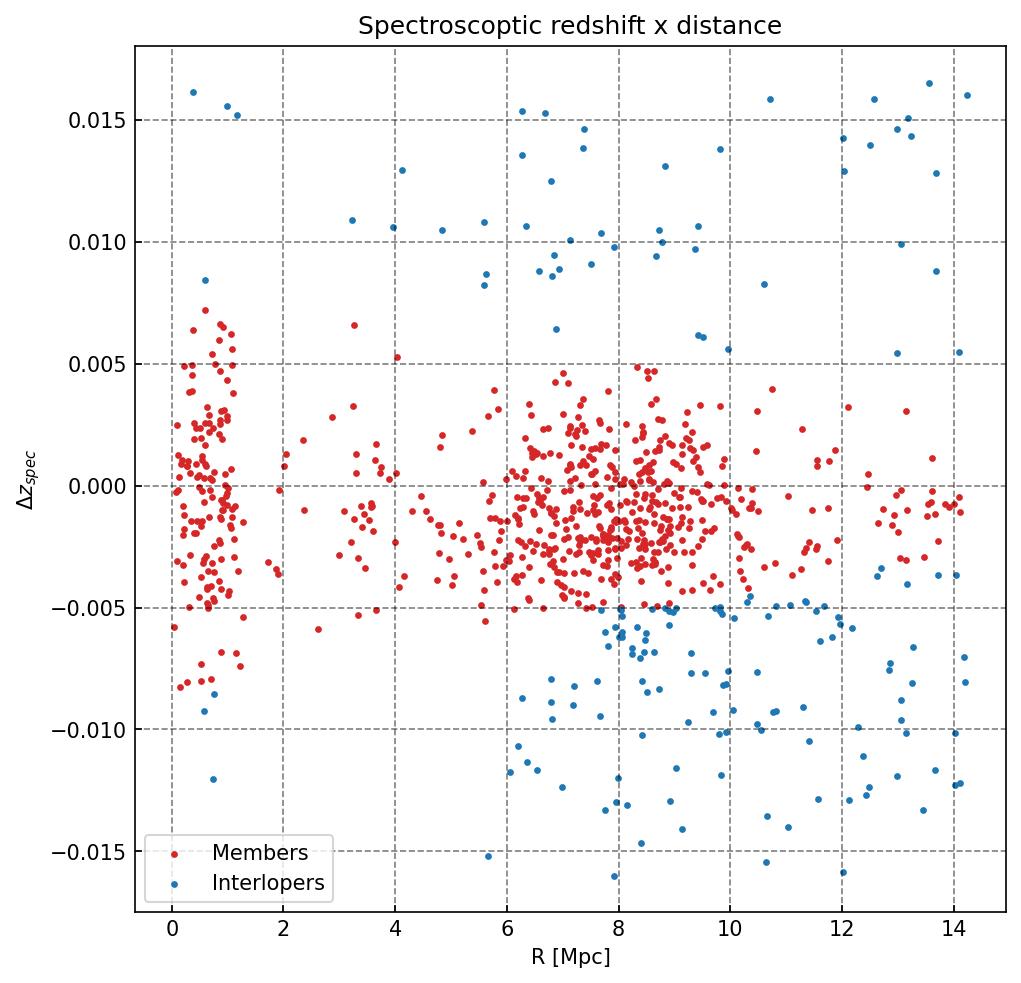 Spectroscoptic redshift x distance
0.015
0.010
0.005
0.000
−0.005
−0.010
−0.015
Δz_spec
Members
Interlopers
0 2 4 6 8 10 12 14
R [Mpc]